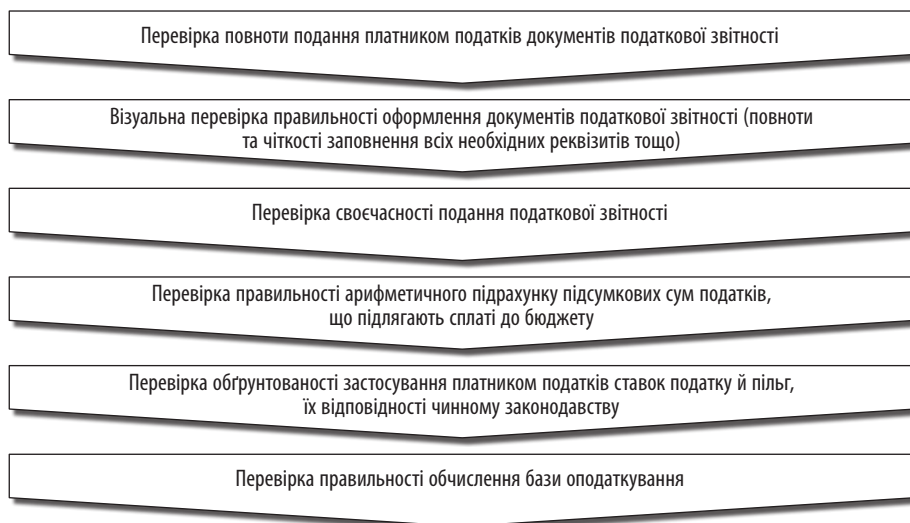 Перевірка повноти подання платником податків документів податкової звітності
Візуальна перевірка правильності оформлення документів податкової звітності (повноти
та чіткості заповнення всіх необхідних реквізитів тощо)
Перевірка своєчасності подання податкової звітності
Перевірка правильності арифметичного підрахунку підсумкових сум податків,
що підлягають сплаті до бюджету
Перевірка обґрунтованості застосування платником податків ставок податку й пільг,
їх відповідності чинному законодавству
Перевірка правильності обчислення бази оподаткування